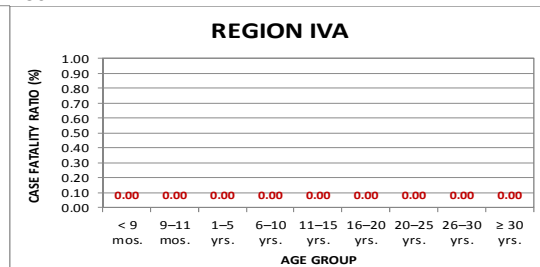 REGION IVA
CASE FATALITY RATIO (%)
1.00
0.90
0.80
0.70
0.60
0.50
0.40
0.30
0.20
0.10
0.00
0.00 0.00 0.00 0.00 0.00 0.00 0.00 0.00 0.00
< 9 9–11 1–5 6–10 11–15 16–20 20–25 26–30 ≥ 30
mos. mos. yrs. yrs. yrs. yrs. yrs. yrs. yrs.
AGE GROUP